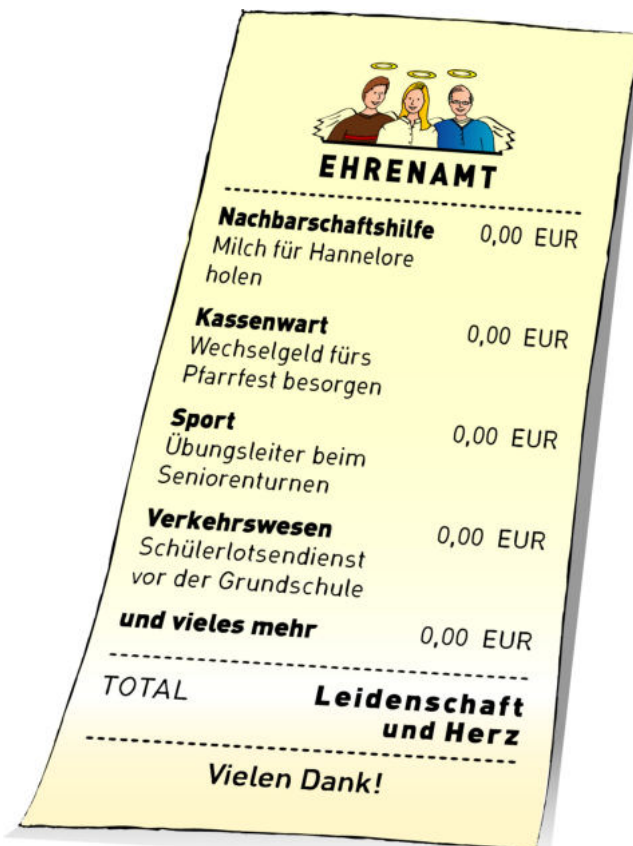 EHRENAMT
Nachbarschaftshilfe 0,00 EUR
Milch für Hannelore
holen
Kassenwart 0,00 EUR
Wechselgeld fürs
Pfarrfest besorgen
Sport 0,00 EUR
Übungsleiter beim
Seniorenturnen
Verkehrswesen 0,00 EUR
Schülerlotsendienst
vor der Grundschule
und vieles mehr 0,00 EUR
TOTAL Leidenschaft
und Herz
Vielen Dank!